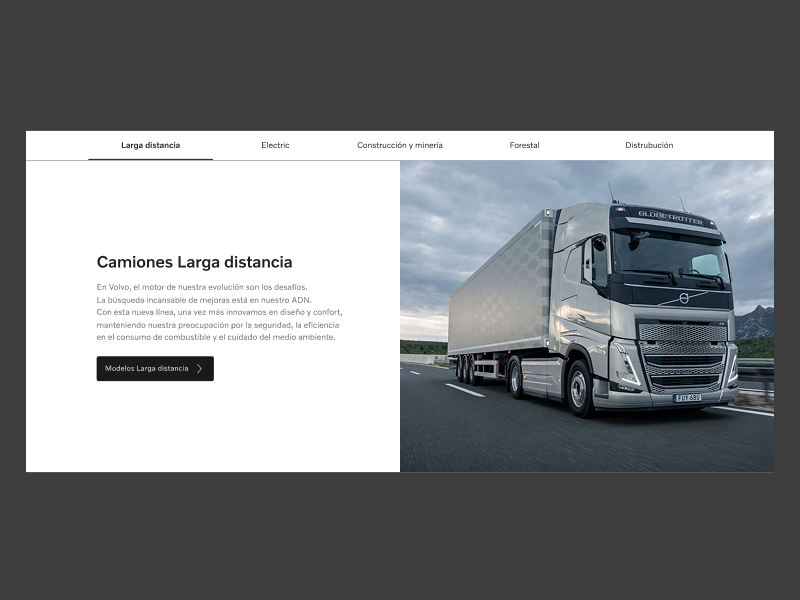 Larga distancia
Electric
Construcción y minería
Forestal
Distrubución
Camiones Larga distancia
En Volvo, el motor de nuestra evolución son los desafíos.
La búsqueda incansable de mejoras está en nuestro ADN.
Con esta nueva línea, una vez más innovamos en diseño y confort,
manteniendo nuestra preocupación por la seguridad, la eficiencia
en el consumo de combustible y el cuidado del medio ambiente.
Modelos Larga distancia
GLOBETROTTER